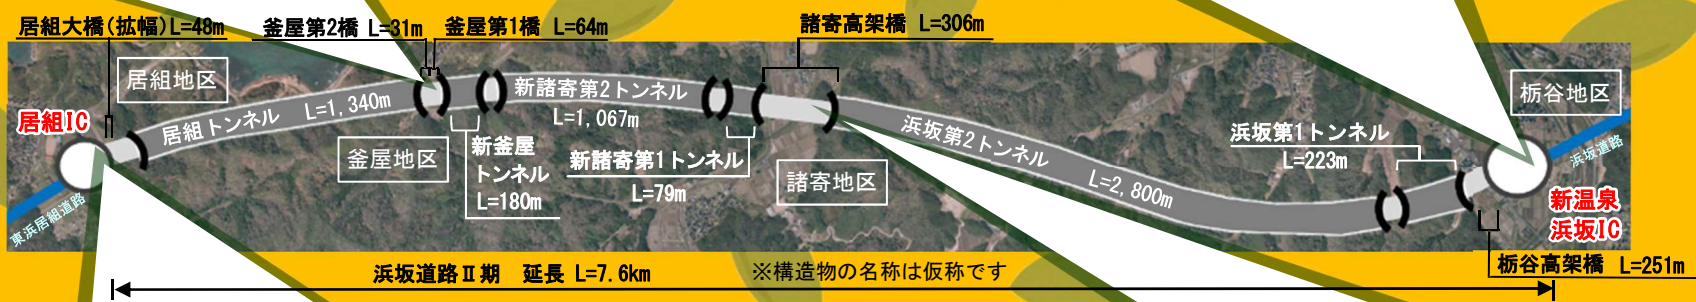 居組大橋(拡幅)L=48m
釜屋第2橋 L=31m
釜屋第1橋 L=64m
諸寄高架橋 L=306m
居組地区
居組IC
居組トンネル L=1,340m
新諸寄第2トンネル
L=1,067m
釜屋地区
新釜屋
トンネル
L=180m
新諸寄第1トンネル
L=79m
諸寄地区
浜坂第2トンネル L=2,800m
浜坂第1トンネル
L=223m
栃谷地区
浜坂道路
新温泉
浜坂IC
東浜居組道路
栃谷高架橋 L=251m
浜坂道路Ⅱ期 延長 L=7.6km
※構造物の名称は仮称です